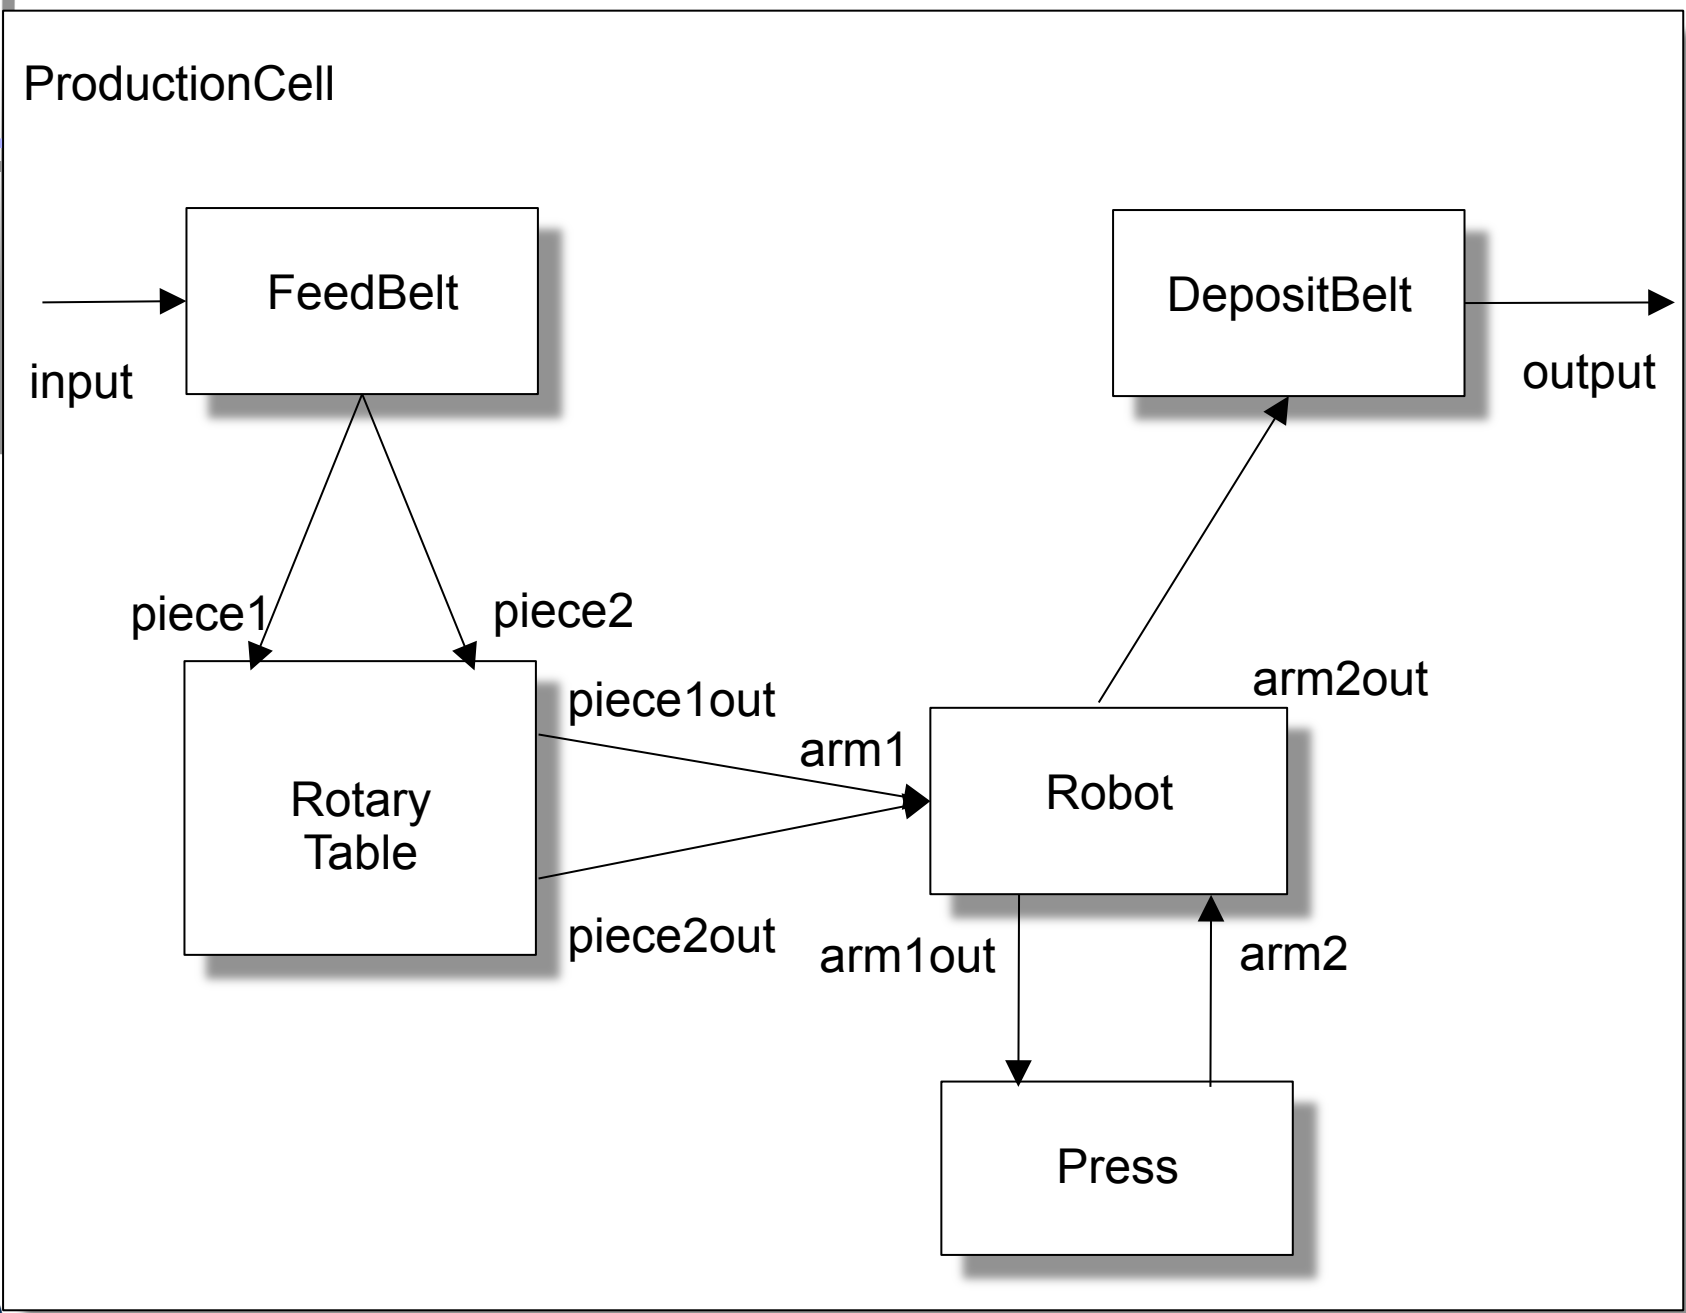 ProductionCell
FeedBelt
DepositBelt
input
output
piece1
piece2
piece1out
arm2out
arm1
Robot
Rotary
Table
piece2out
arm1out
arm2
Press